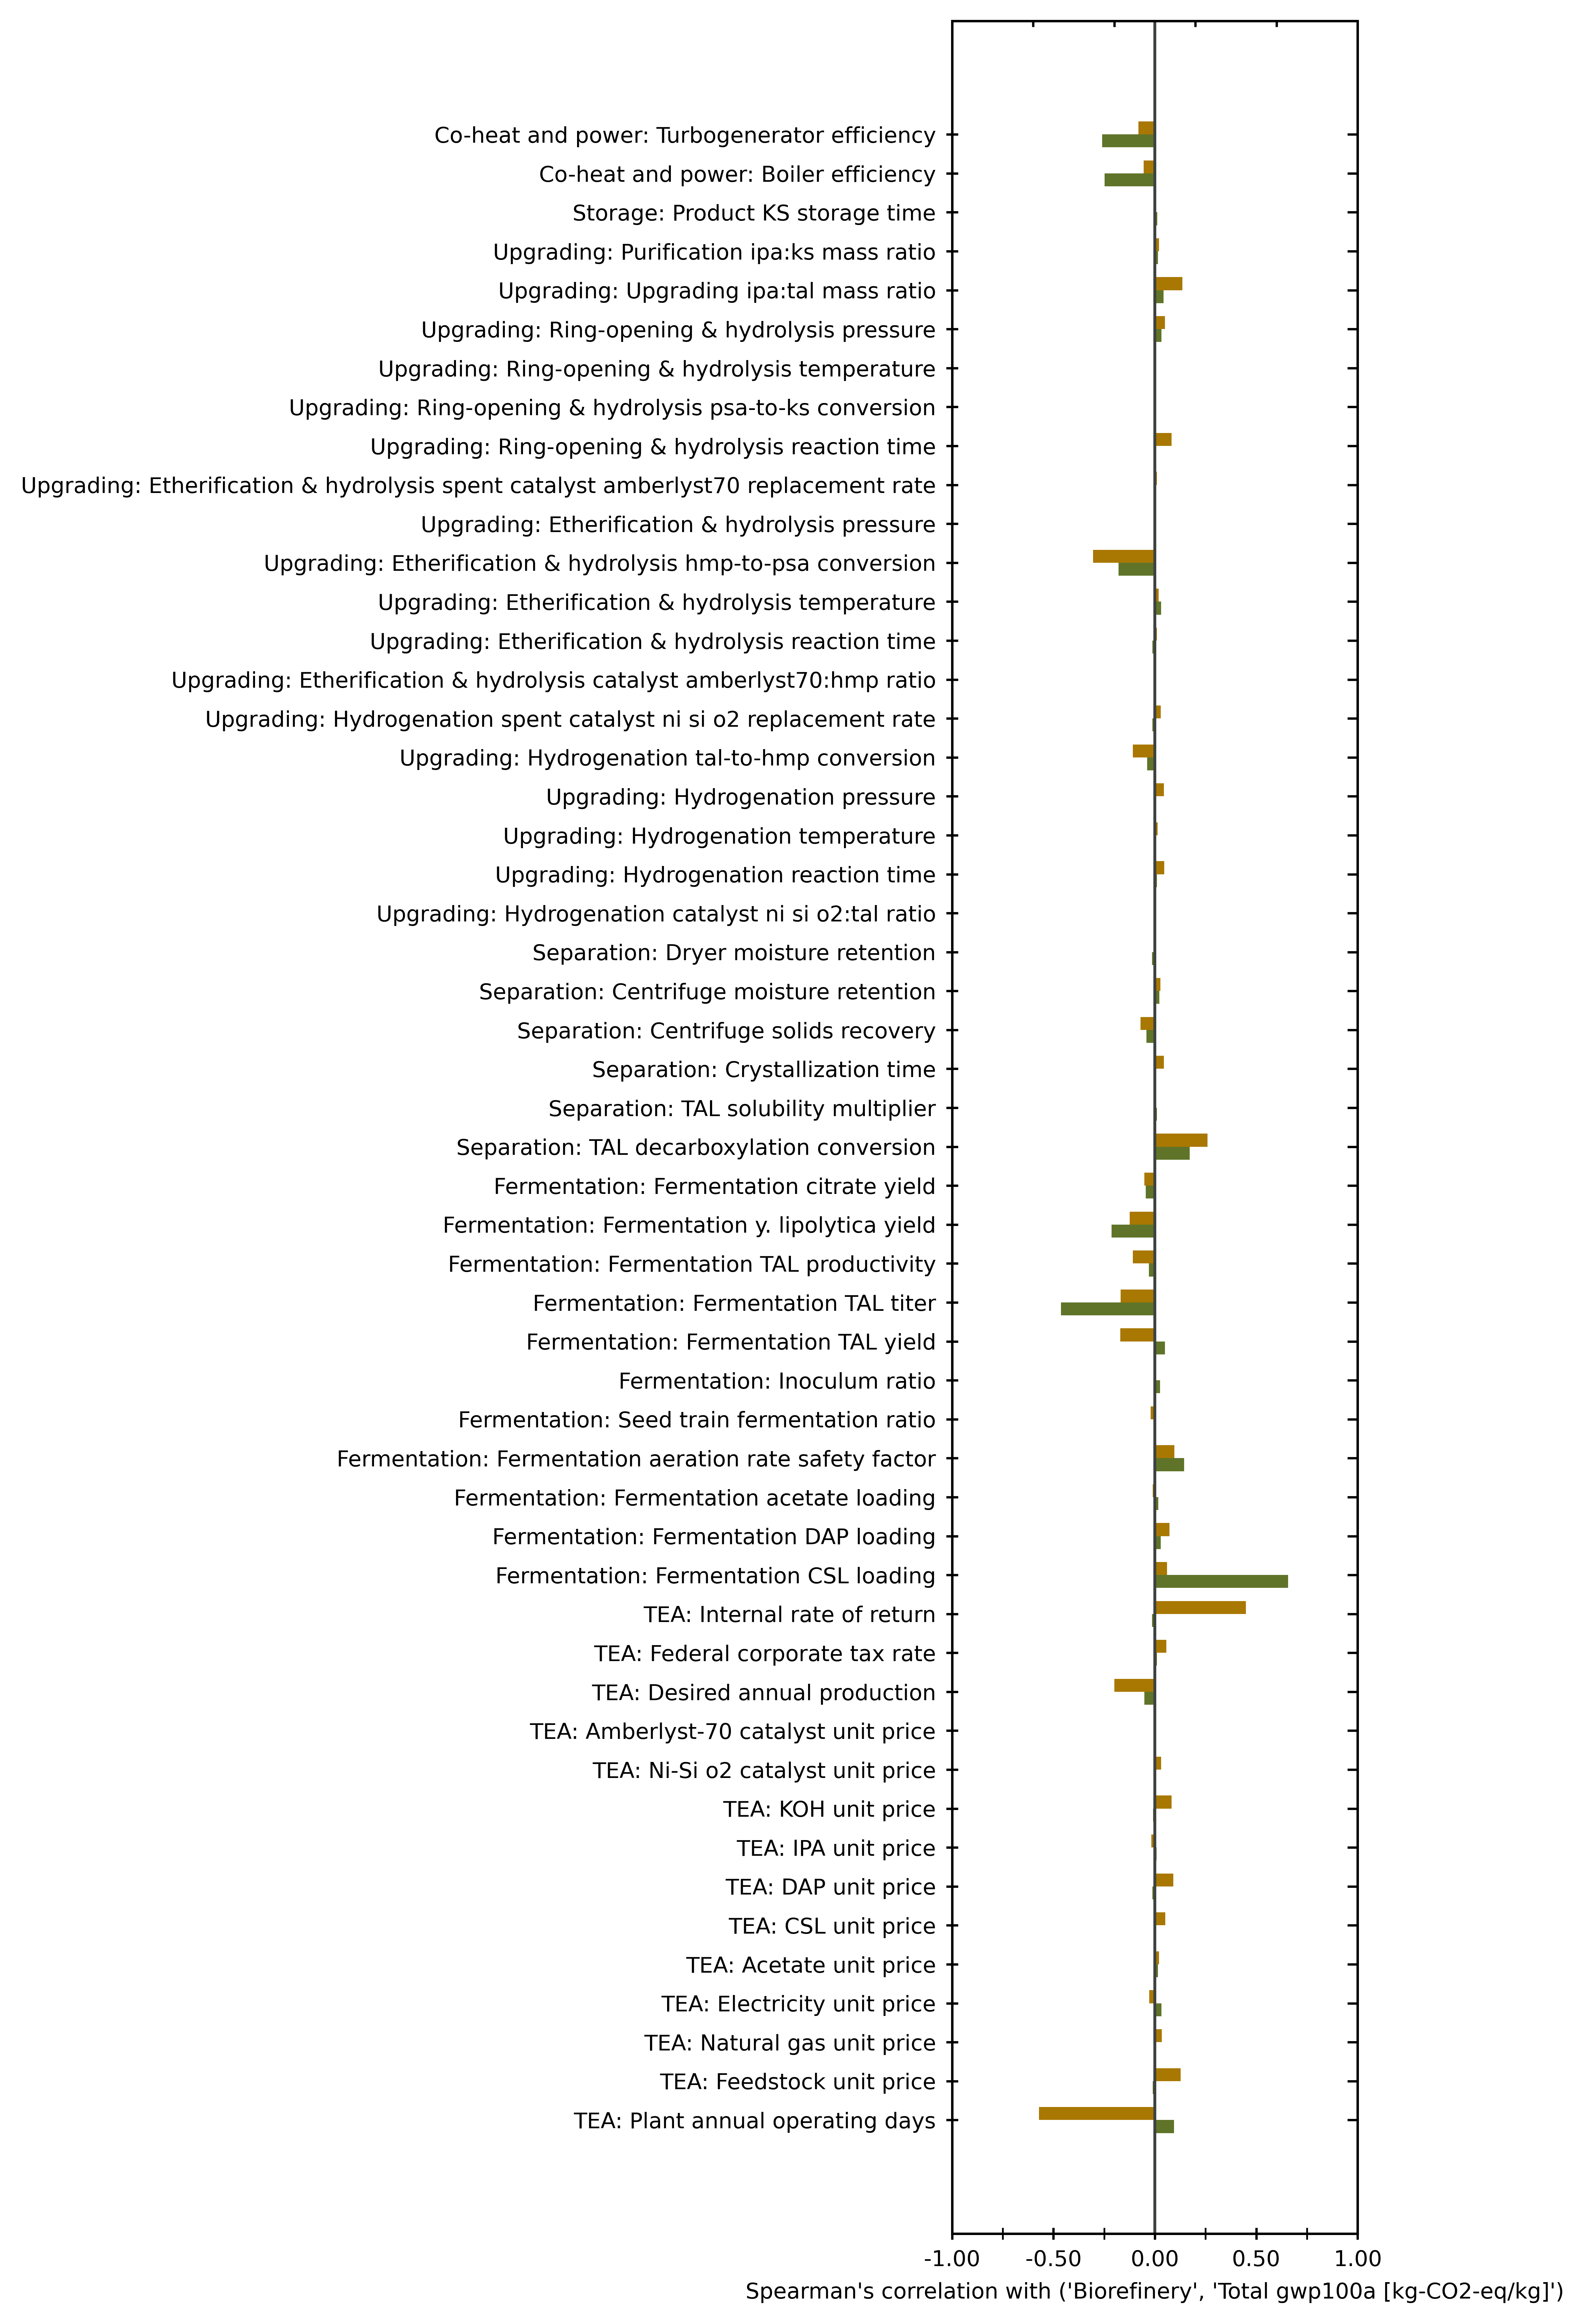 Co-heat and power: Turbogenerator efficiency
Co-heat and power: Boiler efficiency
Storage: Product KS storage time
Upgrading: Purification ipa:ks mass ratio
Upgrading: Upgrading ipa:tal mass ratio
Upgrading: Ring-opening & hydrolysis pressure
Upgrading: Ring-opening & hydrolysis temperature
Upgrading: Ring-opening & hydrolysis psa-to-ks conversion
Upgrading: Ring-opening & hydrolysis reaction time
Upgrading: Etherification & hydrolysis spent catalyst amberlyst70 replacement rate
Upgrading: Etherification & hydrolysis pressure
Upgrading: Etherification & hydrolysis hmp-to-psa conversion
Upgrading: Etherification & hydrolysis temperature
Upgrading: Etherification & hydrolysis reaction time
Upgrading: Etherification & hydrolysis catalyst amberlyst70:hmp ratio
Upgrading: Hydrogenation spent catalyst ni si o2 replacement rate
Upgrading: Hydrogenation tal-to-hmp conversion
Upgrading: Hydrogenation pressure
Upgrading: Hydrogenation temperature
Upgrading: Hydrogenation reaction time
Upgrading: Hydrogenation catalyst ni si o2:tal ratio
Separation: Dryer moisture retention
Separation: Centrifuge moisture retention
Separation: Centrifuge solids recovery
Separation: Crystallization time
Separation: TAL solubility multiplier
Separation: TAL decarboxylation conversion
Fermentation: Fermentation citrate yield
Fermentation: Fermentation y. lipolytica yield
Fermentation: Fermentation TAL productivity
Fermentation: Fermentation TAL titer
Fermentation: Fermentation TAL yield
Fermentation: Inoculum ratio
Fermentation: Seed train fermentation ratio
Fermentation: Fermentation aeration rate safety factor
Fermentation: Fermentation acetate loading
Fermentation: Fermentation DAP loading
Fermentation: Fermentation CSL loading
TEA: Internal rate of return
TEA: Federal corporate tax rate
TEA: Desired annual production
TEA: Amberlyst-70 catalyst unit price
TEA: Ni-Si o2 catalyst unit price
TEA: KOH unit price
TEA: IPA unit price
TEA: DAP unit price
TEA: CSL unit price
TEA: Acetate unit price
TEA: Electricity unit price
TEA: Natural gas unit price
TEA: Feedstock unit price
TEA: Plant annual operating days
-1.00 -0.50 0.00 0.50 1.00
Spearman's correlation with ('Biorefinery', 'Total gwp100a [kg-CO2-eq/kg]')